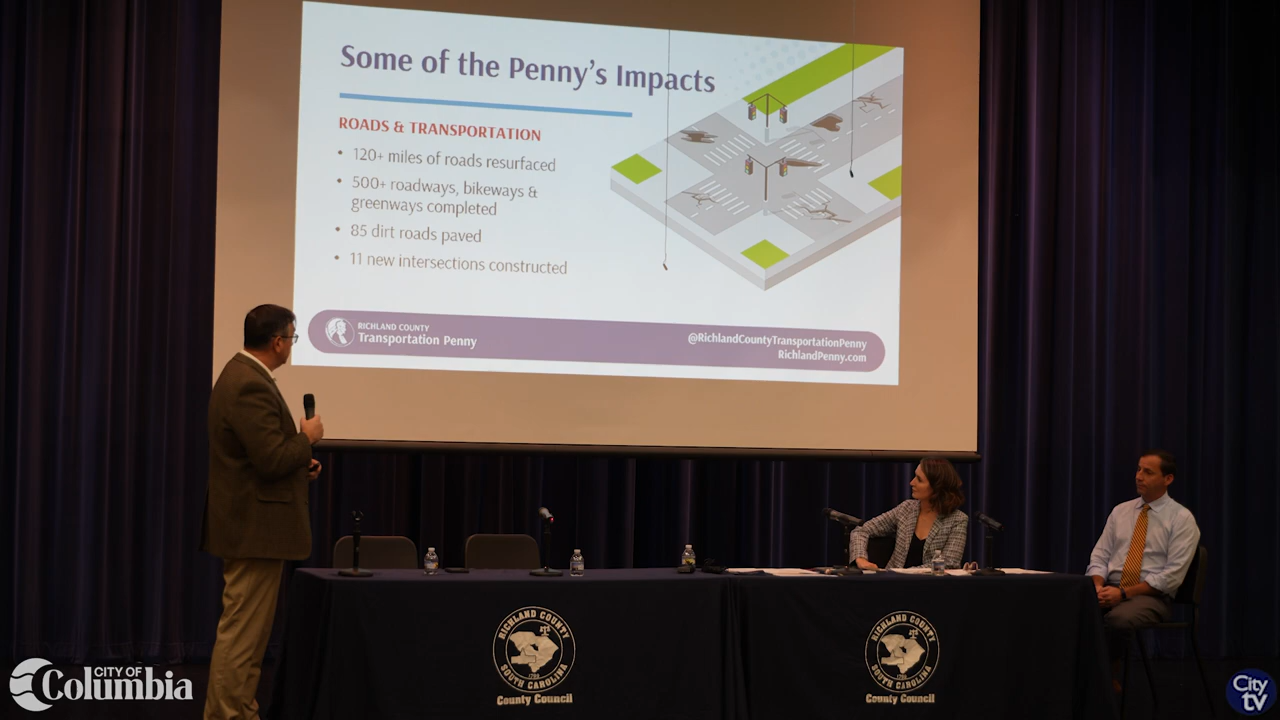 Some of the Penny's Impacts
ROADS & TRANSPORTATION
• 120+ miles of roads resurfaced
• 500+ roadways, bikeways &
greenways completed
• 85 dirt roads paved
• 11 new intersections constructed
RICHLAND COUNTY
Transportation Penny
@RichlandCountyTransportationPenny
RichlandPenny.com
RICHLAND COUNTY
SOUTH CAROLINA
County Council
RICHLAND COUNTY
SOUTH CAROLINA
County Council
CITY OF
Columbia
City
tv